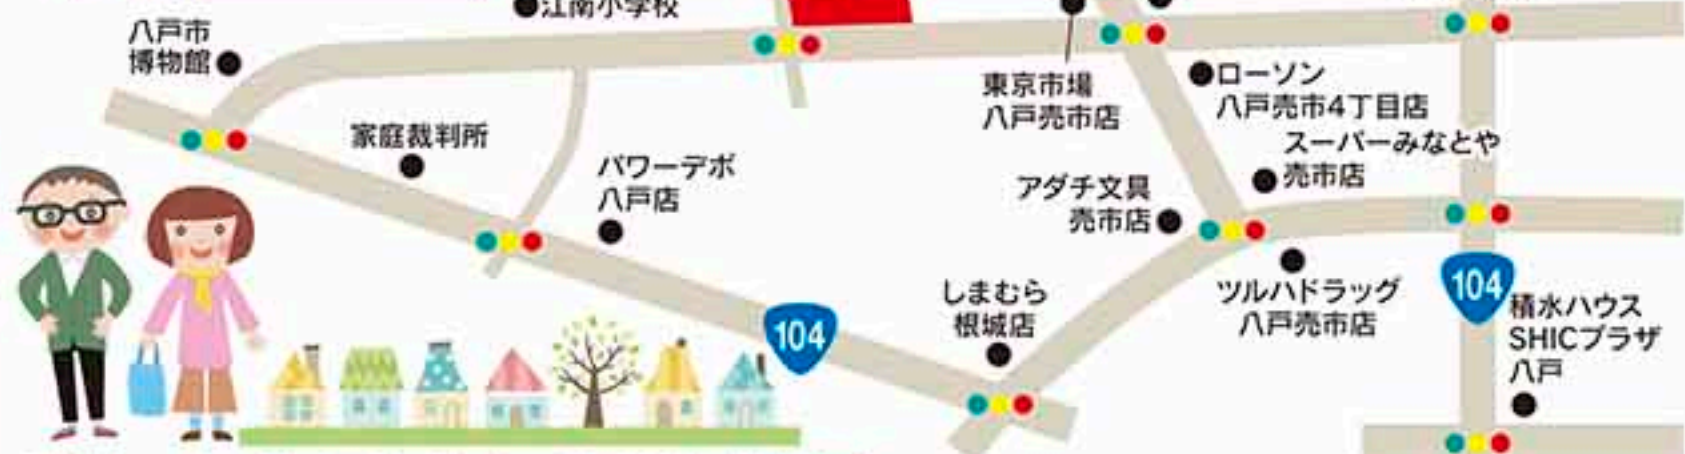 江南小学校
八戸市
博物館
東京市場
八戸売市店
ローソン
八戸売市4丁目店
家庭裁判所
スーパーみなとや
売市店
パワーデポ
八戸店
アダチ文具
売市店
しまむら
根城店
ツルハドラッグ
八戸売市店
104
積水ハウス
SHICプラザ
八戸
104